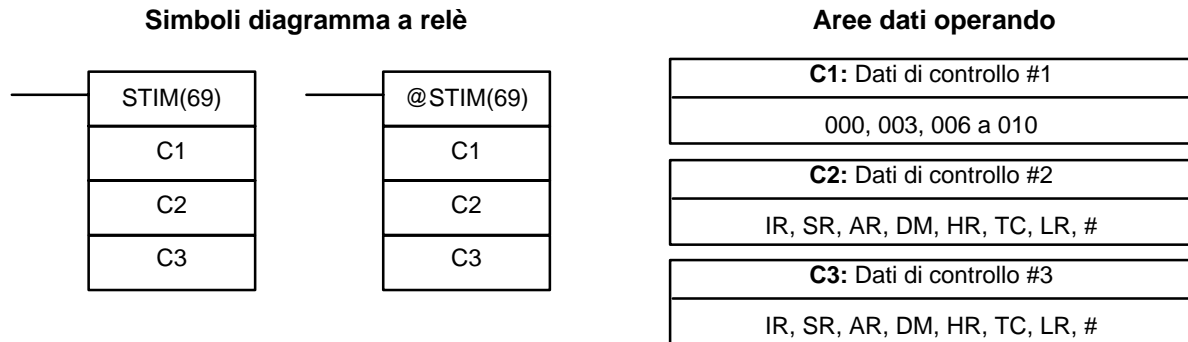 Simboli diagramma a relè
STIM(69)
C1
C2
C3
@STIM(69)
C1
C2
C3
Aree dati operando
C1: Dati di controllo #1
000, 003, 006 a 010
C2: Dati di controllo #2
IR, SR, AR, DM, HR, TC, LR, #
C3: Dati di controllo #3
IR, SR, AR, DM, HR, TC, LR, #